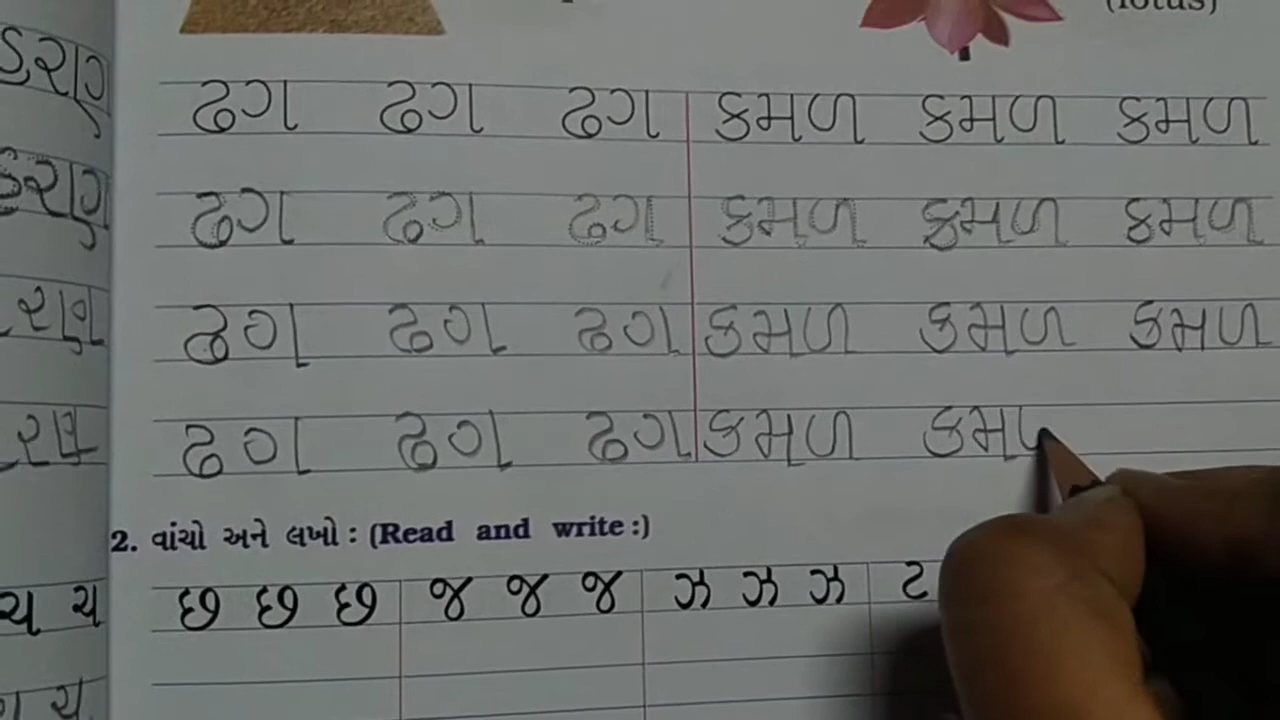 (lotus)
ઢગ ઢગ ઢગ કમળ કમળ કમળ
ઢગ ઢગ ઢગ કમળ કમળ કમળ
ઢગ ઢગ ઢગ કમળ કમળ કમળ
ઢગ ઢગ ઢગ કમળ કમ
2. વાંચો અને લખો : (Read and write :)
ચ ચ છ છ છ જ જ જ ઝ ઝ ઝ ટ
ચ